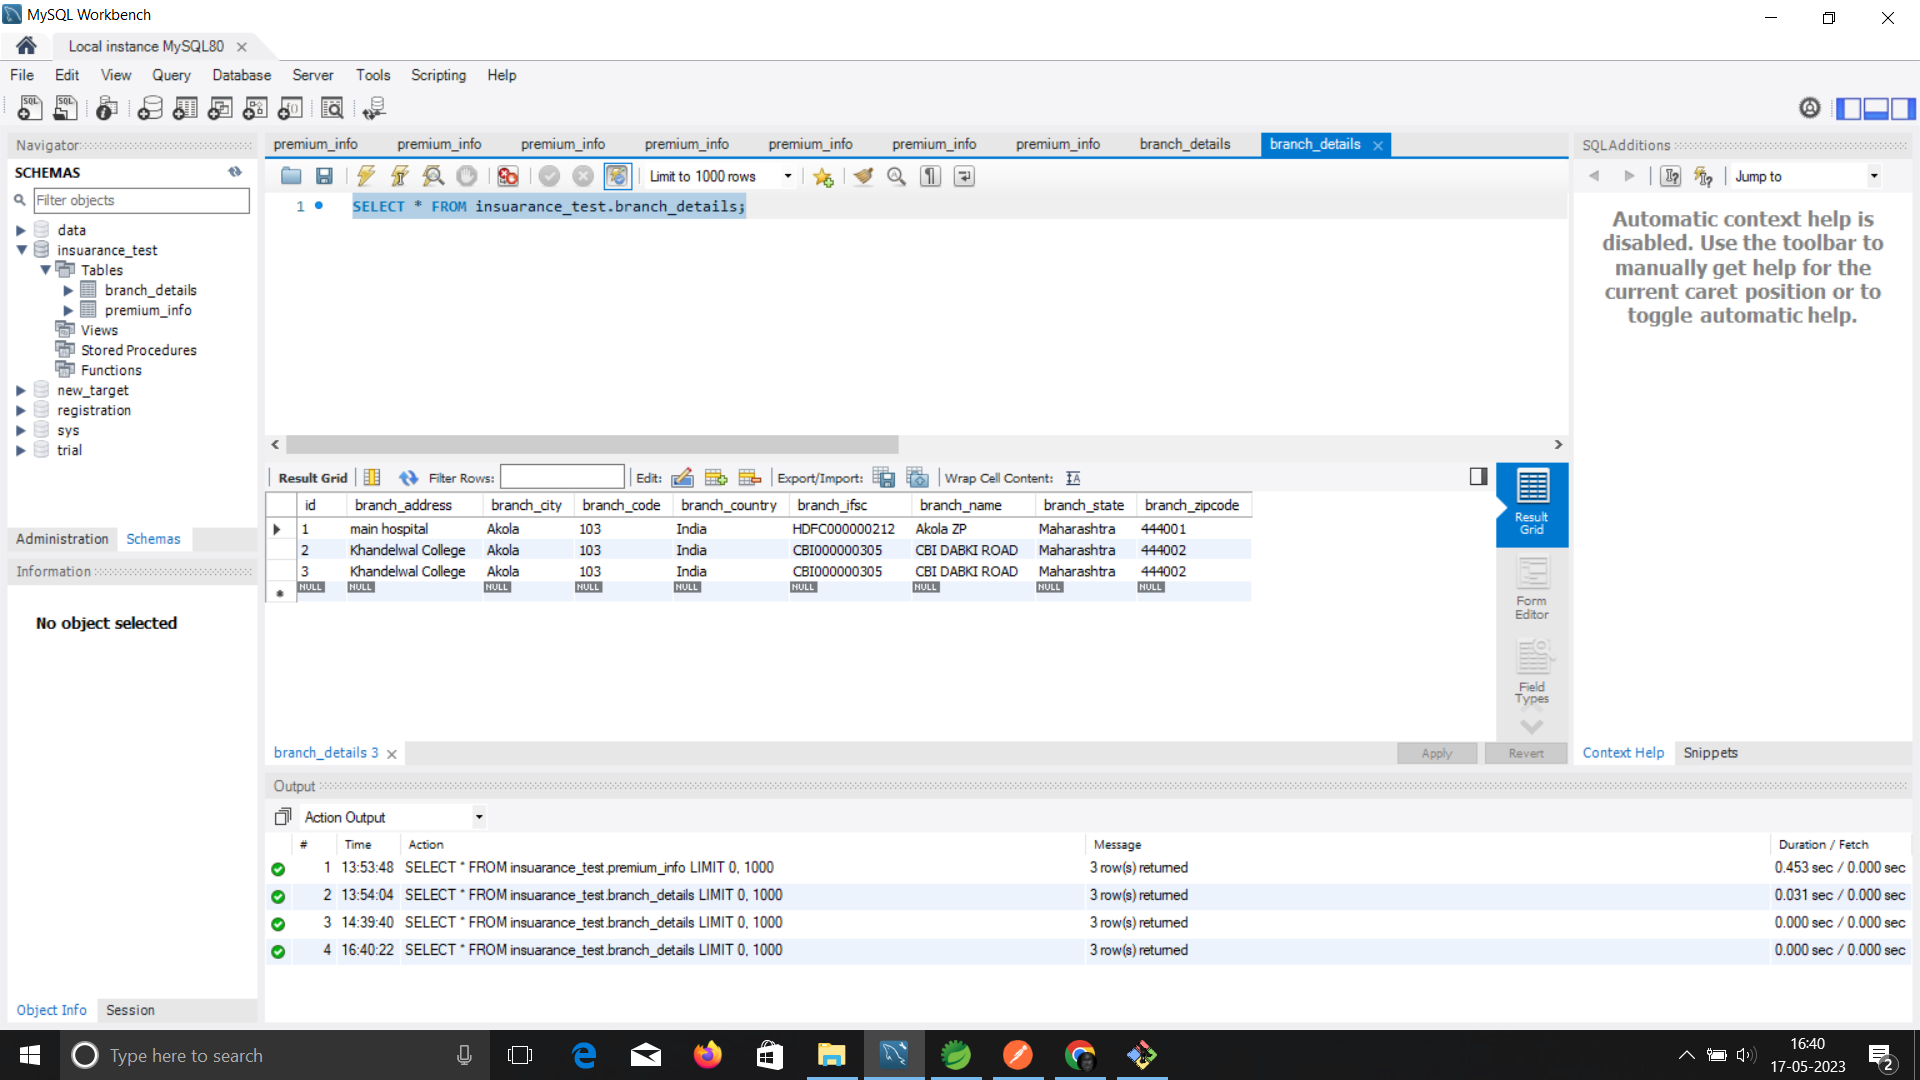 MySQL Workbench
Local instance MySQL80
File Edit View Query Database Server Tools Scripting Help
Navigator
SCHEMAS
Filter objects
data
insuarance_test
Tables
branch_details
premium_info
Views
Stored Procedures
Functions
new_target
registration
sys
trial
Administration Schemas
Information
No object selected
Object Info Session
premium_info premium_info premium_info premium_info premium_info premium_info premium_info branch_details branch_details
Limit to 1000 rows
1 SELECT * FROM insuarance_test.branch_details;
Result Grid Filter Rows: Edit: Export/Import: Wrap Cell Content:
id branch_address branch_city branch_code branch_country branch_ifsc branch_name branch_state branch_zipcode
1 main hospital Akola 103 India HDFC000000212 Akola ZP Maharashtra 444001
2 Khandelwal College Akola 103 India CBI000000305 CBI DABKI ROAD Maharashtra 444002
3 Khandelwal College Akola 103 India CBI000000305 CBI DABKI ROAD Maharashtra 444002
NULL NULL NULL NULL NULL NULL NULL NULL NULL
Result
Grid
Form
Editor
Field
Types
branch_details 3
Apply Revert
SQLAdditions
Jump to
Automatic context help is
disabled. Use the toolbar to
manually get help for the
current caret position or to
toggle automatic help.
Context Help Snippets
Output
Action Output
# Time Action Message Duration / Fetch
1 13:53:48 SELECT * FROM insuarance_test.premium_info LIMIT 0, 1000 3 row(s) returned 0.453 sec / 0.000 sec
2 13:54:04 SELECT * FROM insuarance_test.branch_details LIMIT 0, 1000 3 row(s) returned 0.031 sec / 0.000 sec
3 14:39:40 SELECT * FROM insuarance_test.branch_details LIMIT 0, 1000 3 row(s) returned 0.000 sec / 0.000 sec
4 16:40:22 SELECT * FROM insuarance_test.branch_details LIMIT 0, 1000 3 row(s) returned 0.000 sec / 0.000 sec
Type here to search
16:40
17-05-2023
2